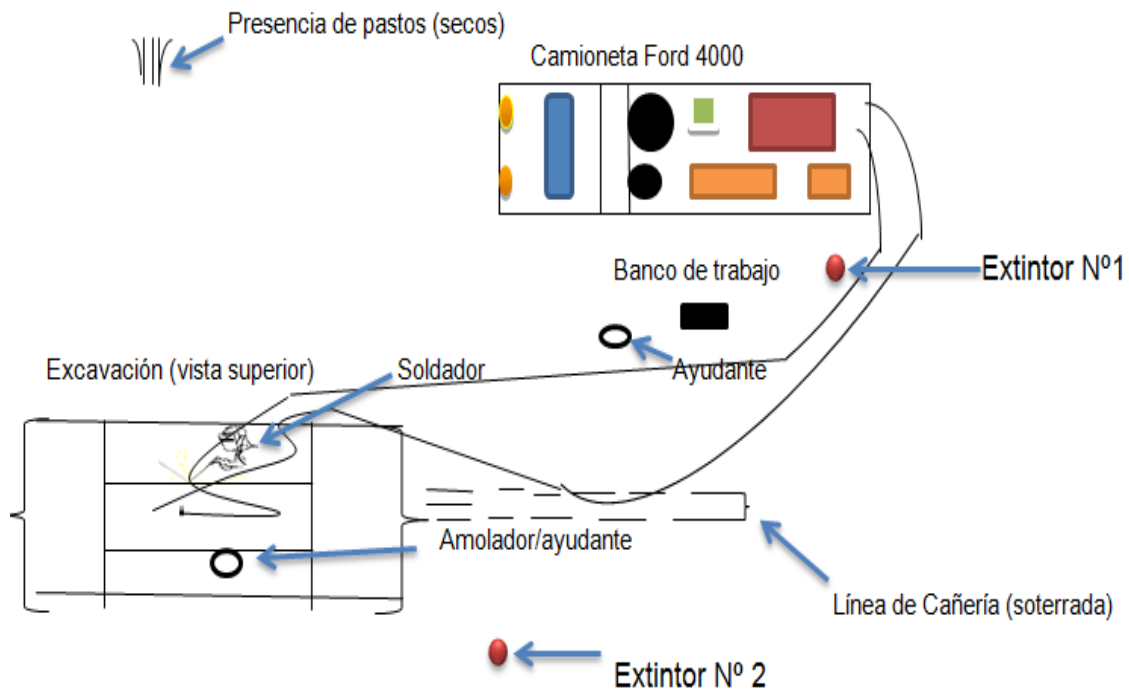 Presencia de pastos (secos)
Camioneta Ford 4000
Banco de trabajo
Extintor Nº1
Excavación (vista superior)
Soldador
Ayudante
Amolador/ayudante
Línea de Cañería (soterrada)
Extintor Nº 2